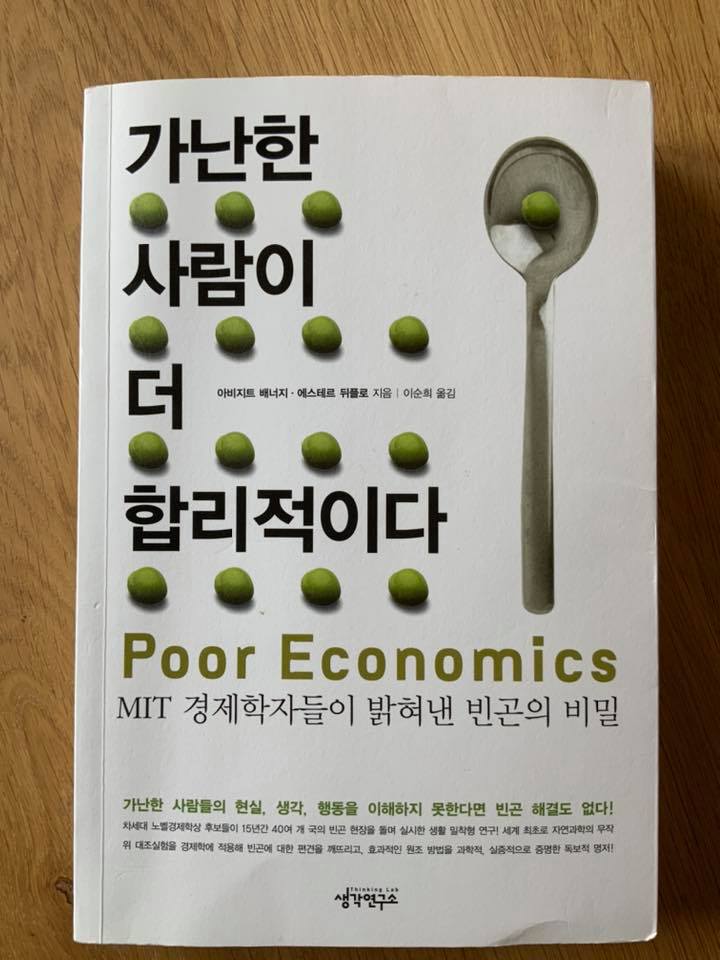 가난한
사람이
더
아비지트 배너지 · 에스테르 뒤플로 지음 | 이순희 옮김
합리적이다
Poor Economics
MIT 경제학자들이 밝혀낸 빈곤의 비밀
가난한 사람들의 현실, 생각, 행동을 이해하지 못한다면 빈곤 해결도 없다!
차세대 노벨경제학상 후보들이 15년간 40여 개 국의 빈곤 현장을 돌며 실시한 생활 밀착형 연구! 세계 최초로 자연과학의 무작
위 대조실험을 경제학에 적용해 빈곤에 대한 편견을 깨뜨리고, 효과적인 원조 방법을 과학적, 실증적으로 증명한 독보적 명저!
Thinking Lab
생각연구소